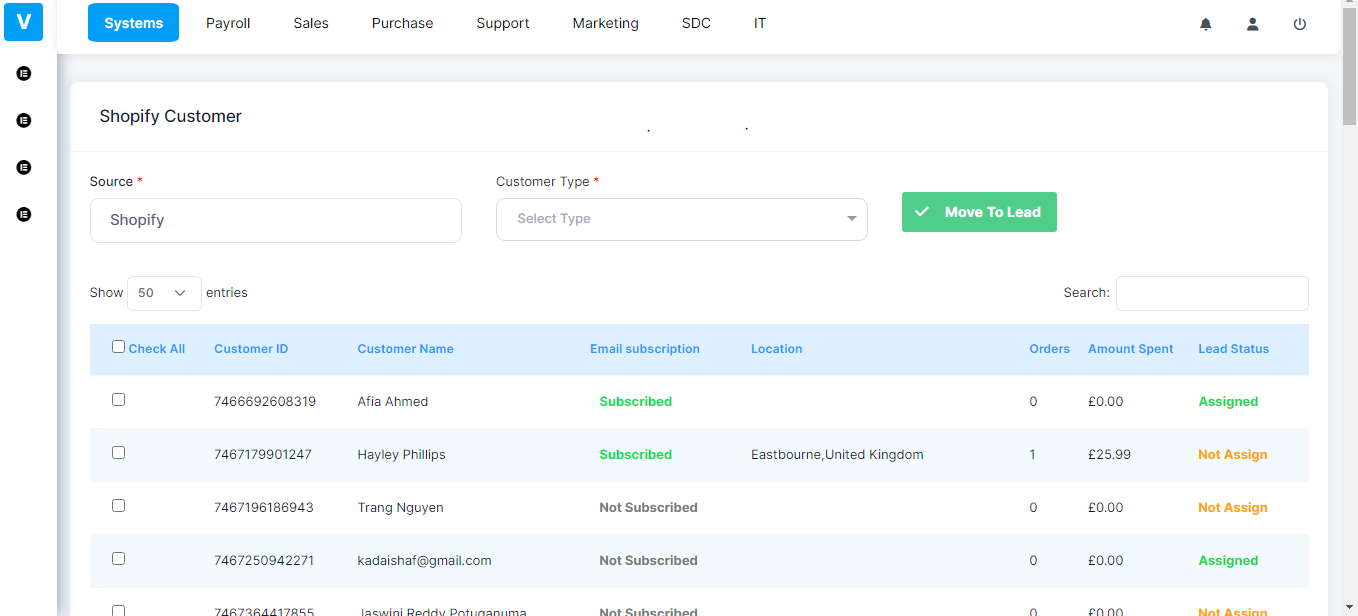 V Systems Payroll Sales Purchase Support Marketing SDC IT
Shopify Customer
Source * Customer Type *
Shopify Select Type Move To Lead
Show 50 entries Search:
Check All Customer ID Customer Name Email subscription Location Orders Amount Spent Lead Status
7466692608319 Afia Ahmed Subscribed 0 £0.00 Assigned
7467179901247 Hayley Phillips Subscribed Eastbourne,United Kingdom 1 £25.99 Not Assign
7467196186943 Trang Nguyen Not Subscribed 0 £0.00 Not Assign
7467250942271 kadaishaf@gmail.com Not Subscribed 0 £0.00 Assigned
7467364417855 Jaswini Reddy Potuganuma Not Subscribed 0 £0.00 Not Assign